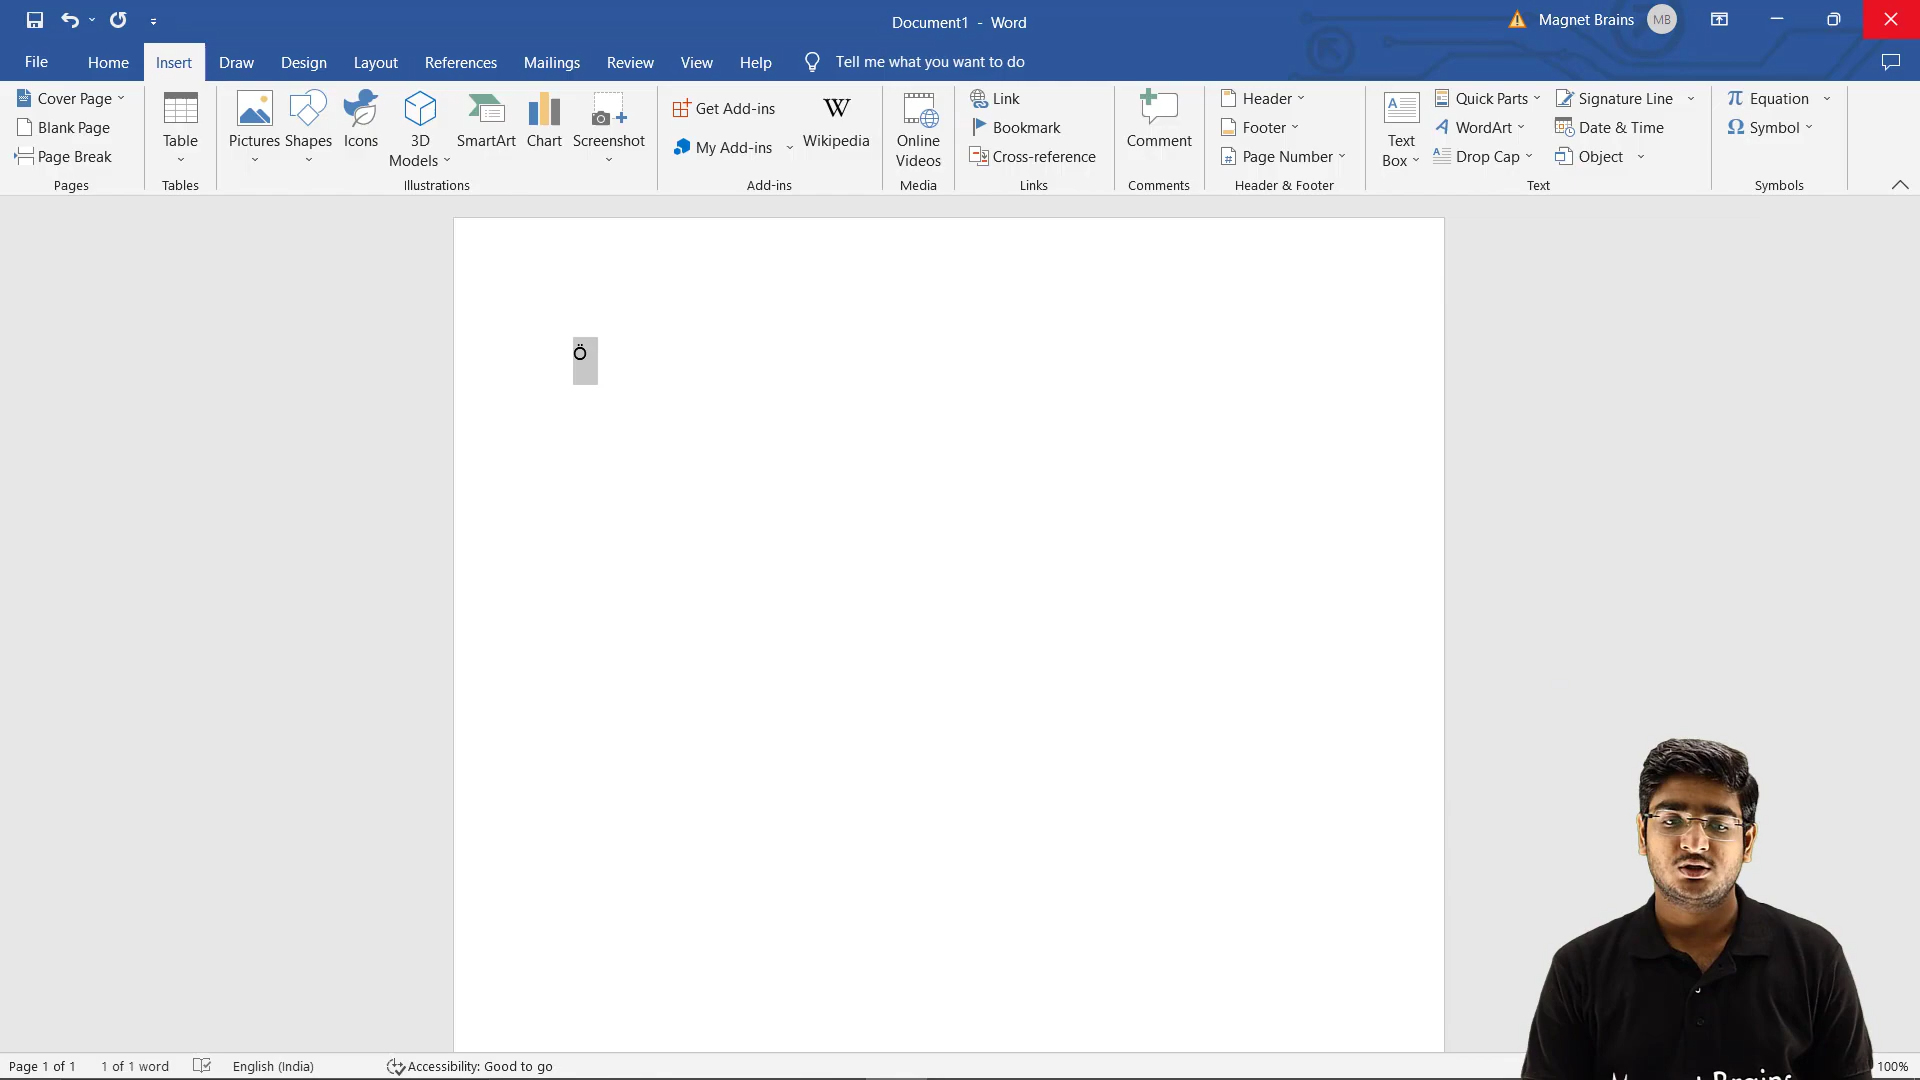 Document1 - Word
Magnet Brains
MB
File
Home
Insert
Draw
Design
Layout
References
Mailings
Review
View
Help
Tell me what you want to do
Cover Page
Blank Page
Page Break
Pages
Table
Tables
Pictures
Shapes
Icons
3D
Models
SmartArt
Chart
Screenshot
Illustrations
Get Add-ins
My Add-ins
W
Wikipedia
Add-ins
Online
Videos
Media
Link
Bookmark
Cross-reference
Links
Comment
Comments
Header
Footer
Page Number
Header & Footer
Text
Box
Quick Parts
WordArt
Drop Cap
Signature Line
Date & Time
Object
Text
π Equation
Ω Symbol
Symbols
Ö
Page 1 of 1
1 of 1 word
English (India)
Accessibility: Good to go
100%
Magnet Brains